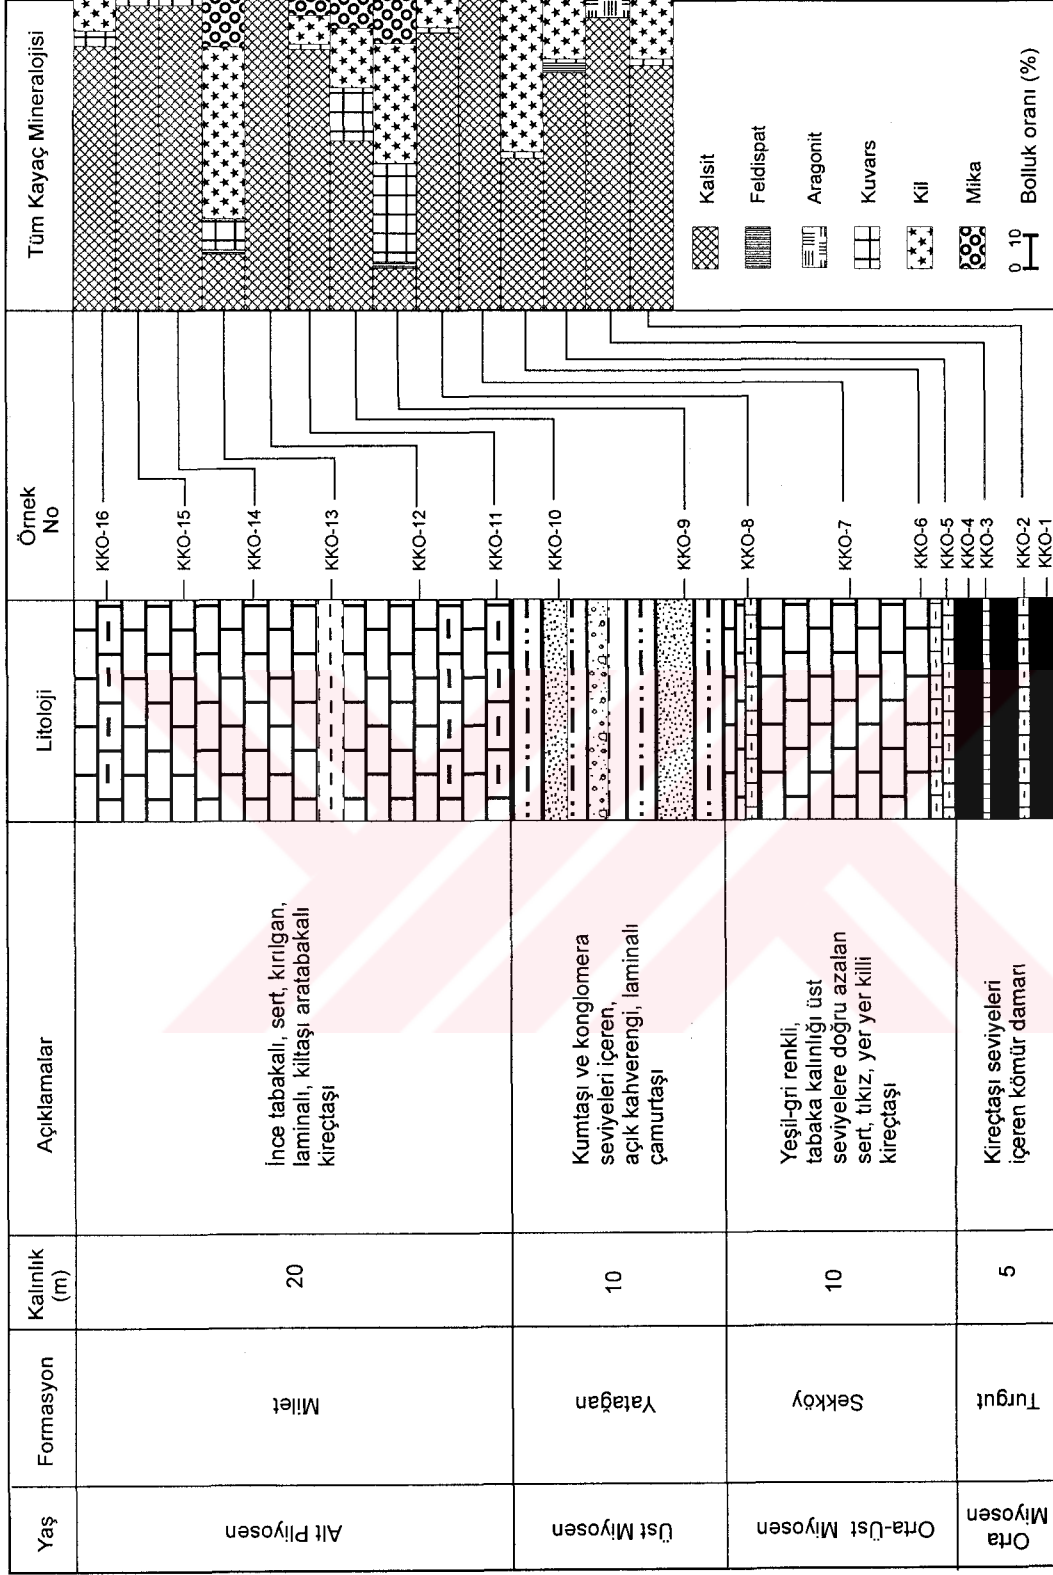 Yaş
Formasyon
Kalınlık
(m)
Açıklamalar
Litoloji
Örnek
No
Tüm Kayaç Mineralojisi
Alt Pliyosen
Milet
20
İnce tabakalı, sert, kırılgan,
laminalı, kiltaşı aratabakalı
kireçtaşı
KKO-16
KKO-15
KKO-14
KKO-13
KKO-12
KKO-11
Üst Miyosen
Yatağan
10
Kumtaşı ve konglomera
seviyeleri içeren,
açık kahverengi, laminalı
çamurtaşı
KKO-10
KKO-9
Orta-Üst Miyosen
Sekköy
10
Yeşil-gri renkli,
tabaka kalınlığı üst
seviyelere doğru azalan
sert, tıkız, yer yer killi
kireçtaşı
KKO-8
KKO-7
KKO-6
KKO-5
Orta
Miyosen
Turgut
5
Kireçtaşı seviyeleri
içeren kömür damarı
KKO-4
KKO-3
KKO-2
KKO-1
Kalsit
Feldispat
Aragonit
Kuvars
Kil
Mika
0 10
Bolluk oranı (%)